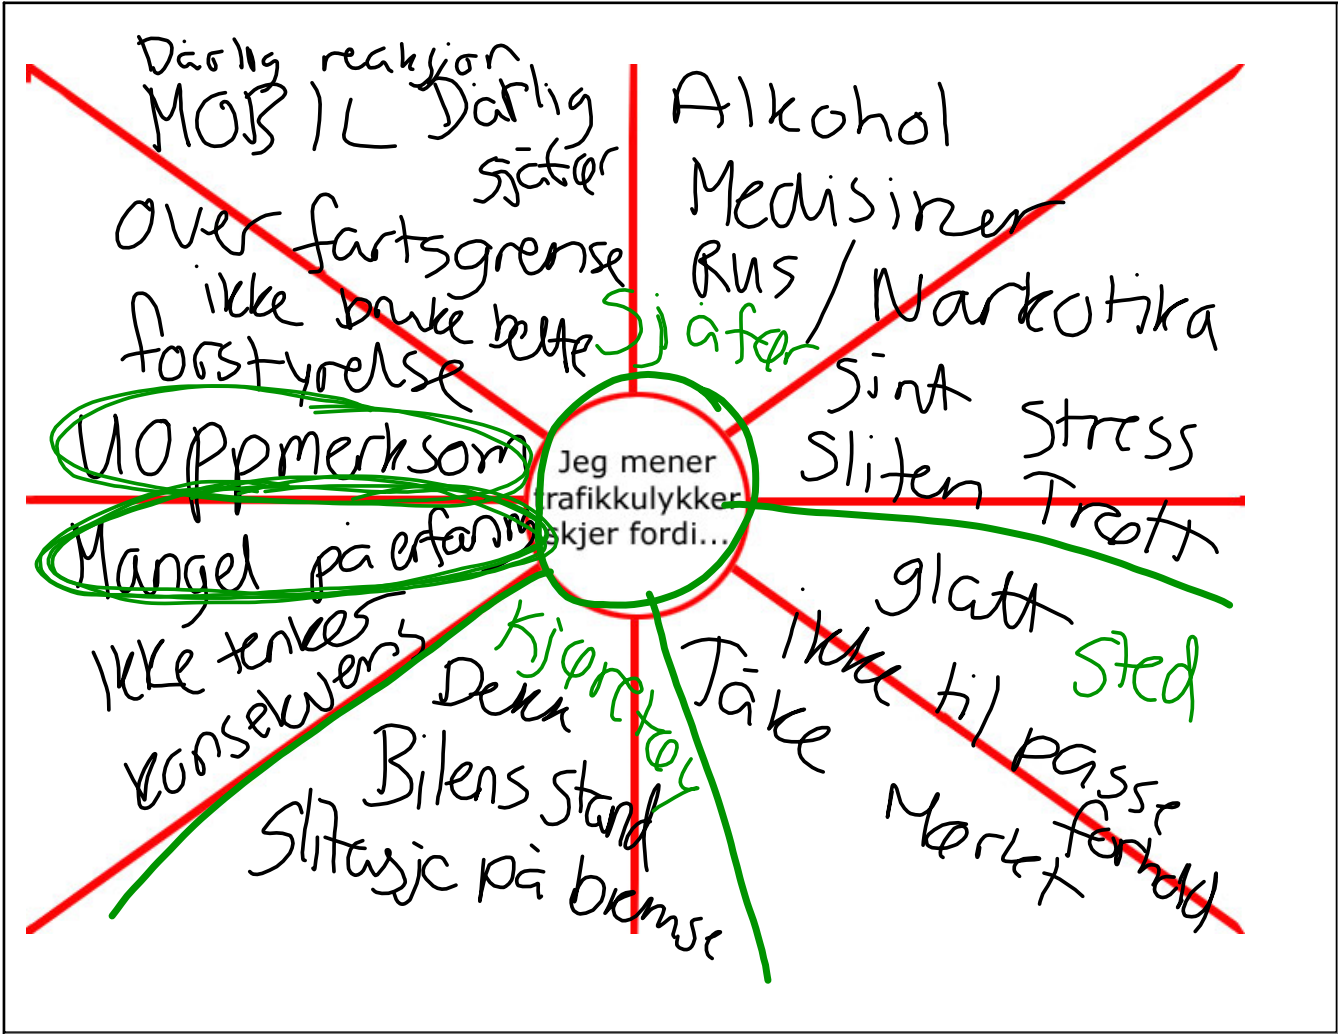 Dårlig reaksjon
MOBIL Dårlig
sjåfør
over fartsgrense
ikke bruke belte
forstyrelse
Uoppmerksom
Mangel på erfaring
Ikke tenker
konsekvens
Alkohol
Medisiner
Rus / Narkotika
Sjåfør
Sint
Stress
Sliten Trøtt
Jeg mener
trafikkulykker
skjer fordi...
glatt
Sted
Tåke
ikke til passe
forhold
Mørket
Kjøretøy
Dekk
Bilens stand
Slitasje på bremse